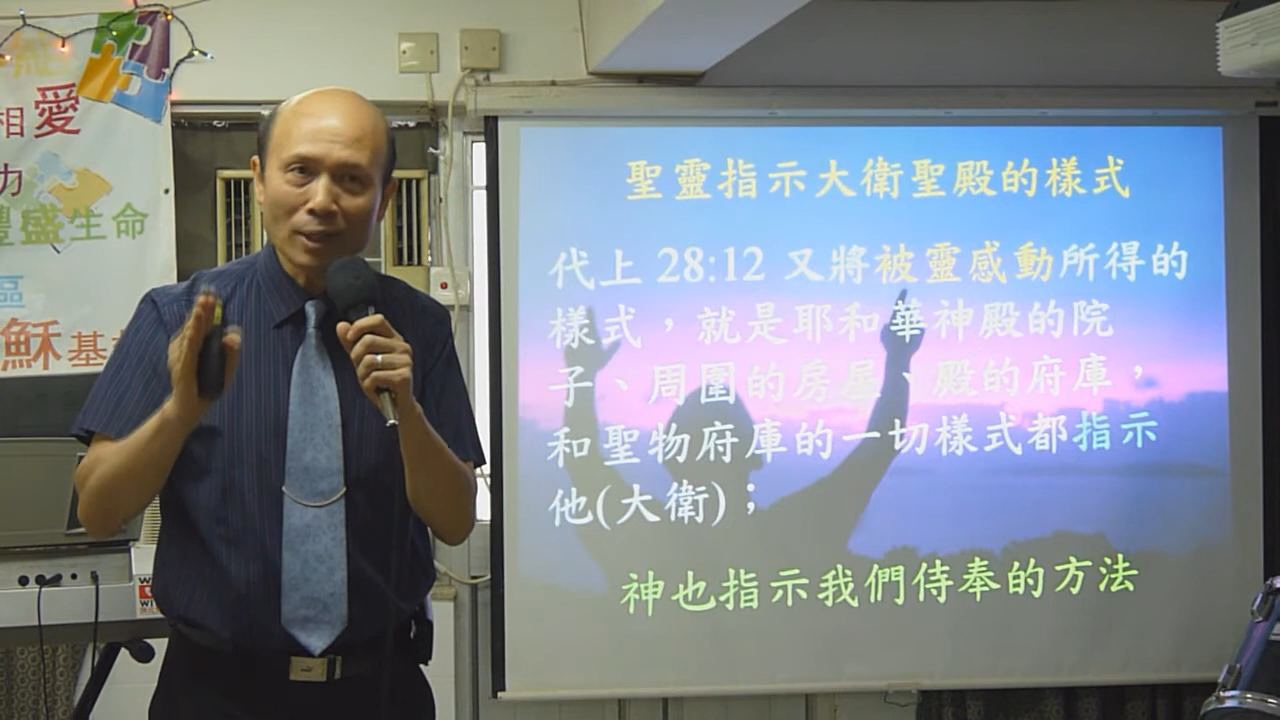 相愛
力
豐盛生命
區
穌基
聖靈指示大衛聖殿的樣式
代上 28:12 又將被靈感動所得的
樣式，就是耶和華神殿的院
子、周圍的房屋、殿的府庫，
和聖物府庫的一切樣式都指示
他(大衛)；
神也指示我們侍奉的方法